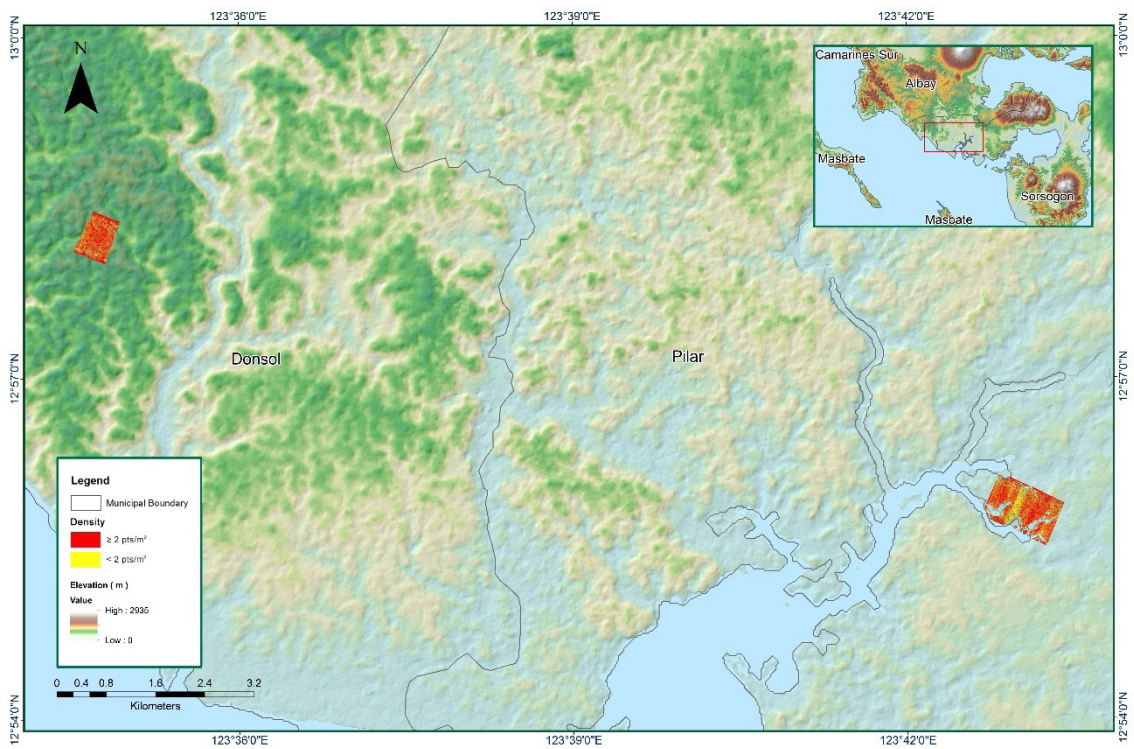 123°36'0"E 123°39'0"E 123°42'0"E
13°0'0"N
13°0'0"N
N
Camarines Sur
Albay
Masbate
Sorsogon
Masbate
Donsol
Pilar
12°57'0"N
12°57'0"N
Legend
Municipal Boundary
Density
≥ 2 pts/m²
< 2 pts/m²
Elevation ( m )
Value
High : 2936
Low : 0
0 0.4 0.8 1.6 2.4 3.2
Kilometers
12°54'0"N
12°54'0"N
123°36'0"E 123°39'0"E 123°42'0"E